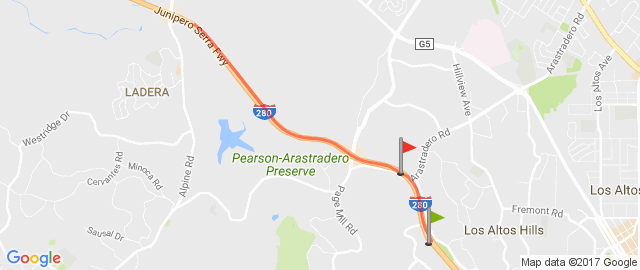 Junipero Serra Fwy
G5
Arastradero Rd
Hillview Ave
Los Altos Ave
LADERA
280
Westridge Dr
Arastradero Rd
Pearson-Arastradero
Preserve
Minoca Rd
Cervantes Rd
Alpine Rd
Page Mill Rd
280
Los Altos
Fremont Rd
Los Altos Hills
Sausal Dr
Google
Map data ©2017 Google